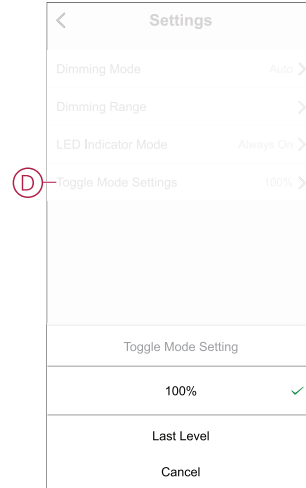 Settings
Dimming Mode Auto
Dimming Range
LED Indicator Mode Always On
D Toggle Mode Settings 100%
Toggle Mode Setting
100%
Last Level
Cancel